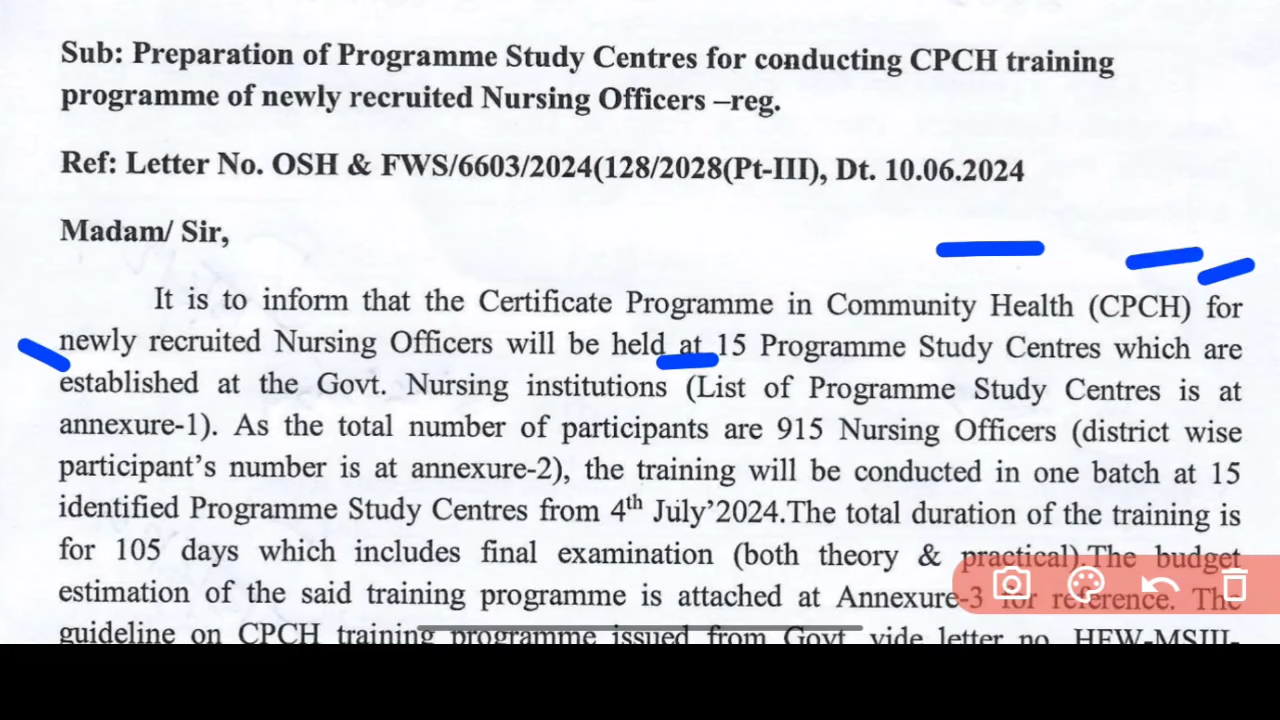 Sub: Preparation of Programme Study Centres for conducting CPCH training
programme of newly recruited Nursing Officers –reg.
Ref: Letter No. OSH & FWS/6603/2024(128/2028(Pt-III), Dt. 10.06.2024
Madam/ Sir,
It is to inform that the Certificate Programme in Community Health (CPCH) for
newly recruited Nursing Officers will be held at 15 Programme Study Centres which are
established at the Govt. Nursing institutions (List of Programme Study Centres is at
annexure-1). As the total number of participants are 915 Nursing Officers (district wise
participant's number is at annexure-2), the training will be conducted in one batch at 15
identified Programme Study Centres from 4th July'2024.The total duration of the training is
for 105 days which includes final examination (both theory & practical).The budget
estimation of the said training programme is attached at Annexure-3 for reference. The
guideline on CPCH training programme issued from Govt. vide letter no. HFW-MSIII-